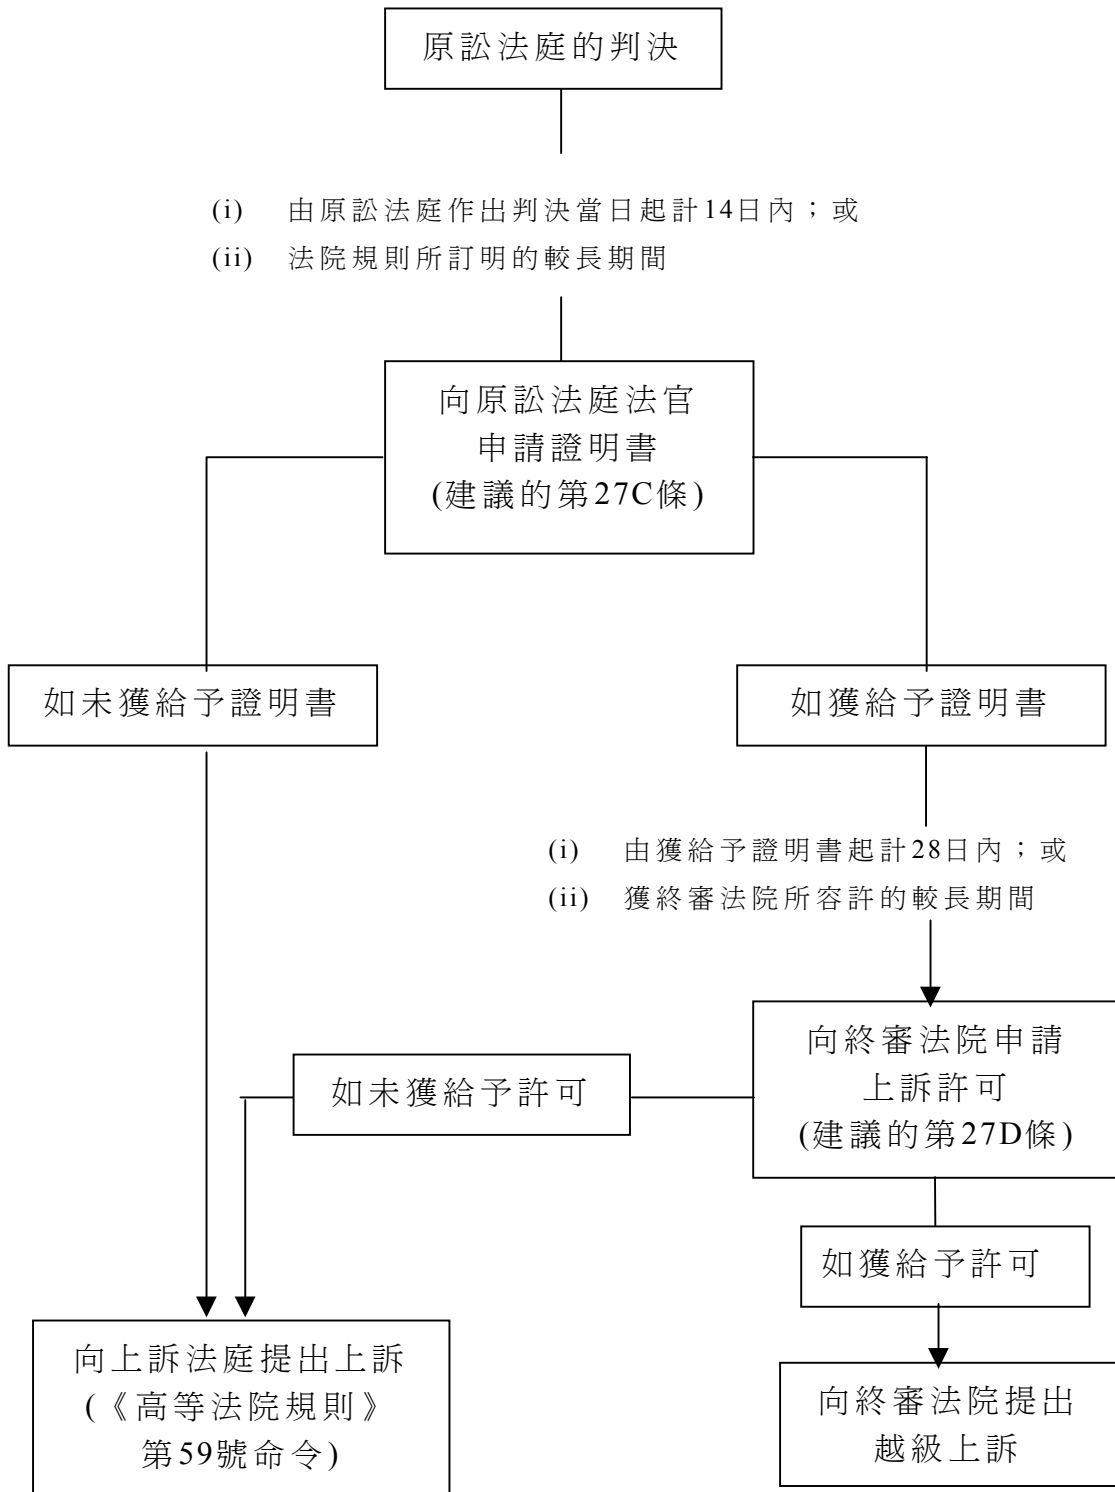 原訟法庭的判決
(i) 由原訟法庭作出判決當日起計14日內；或
(ii) 法院規則所訂明的較長期間
向原訟法庭法官
申請證明書
(建議的第27C條)
如未獲給予證明書
如獲給予證明書
(i) 由獲給予證明書起計28日內；或
(ii) 獲終審法院所容許的較長期間
向終審法院申請
上訴許可
(建議的第27D條)
如未獲給予許可
如獲給予許可
向上訴法庭提出上訴
(《高等法院規則》
第59號命令)
向終審法院提出
越級上訴